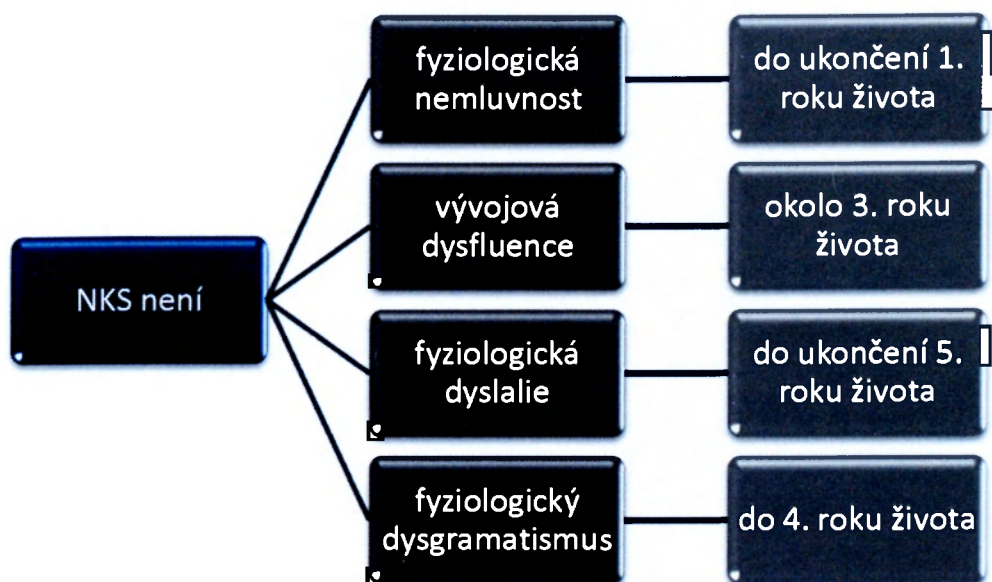 fyziologická
nemluvnost
do ukončení 1.
roku života
vývojová
dysfluence
okolo 3. roku
života
NKS není
fyziologická
dyslalie
do ukončení 5.
roku života
fyziologický
dysgramatismus
do 4. roku života